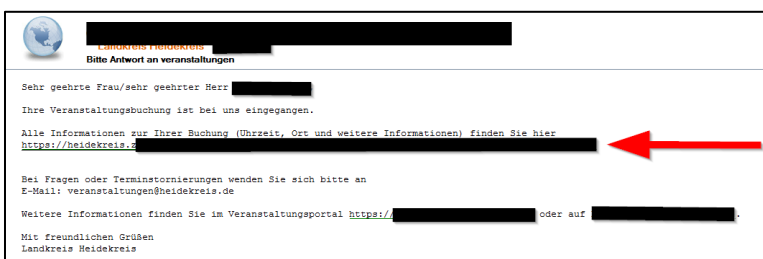 Landkreis Heidekreis
Bitte Antwort an veranstaltungen
Sehr geehrte Frau/sehr geehrter Herr
Ihre Veranstaltungsbuchung ist bei uns eingegangen.
Alle Informationen zur Ihrer Buchung (Uhrzeit, Ort und weitere Informationen) finden Sie hier
https://heidekreis.z
Bei Fragen oder Terminstornierungen wenden Sie sich bitte an
E-Mail: veranstaltungen@heidekreis.de
Weitere Informationen finden Sie im Veranstaltungsportal https:// oder auf .
Mit freundlichen Grüßen
Landkreis Heidekreis